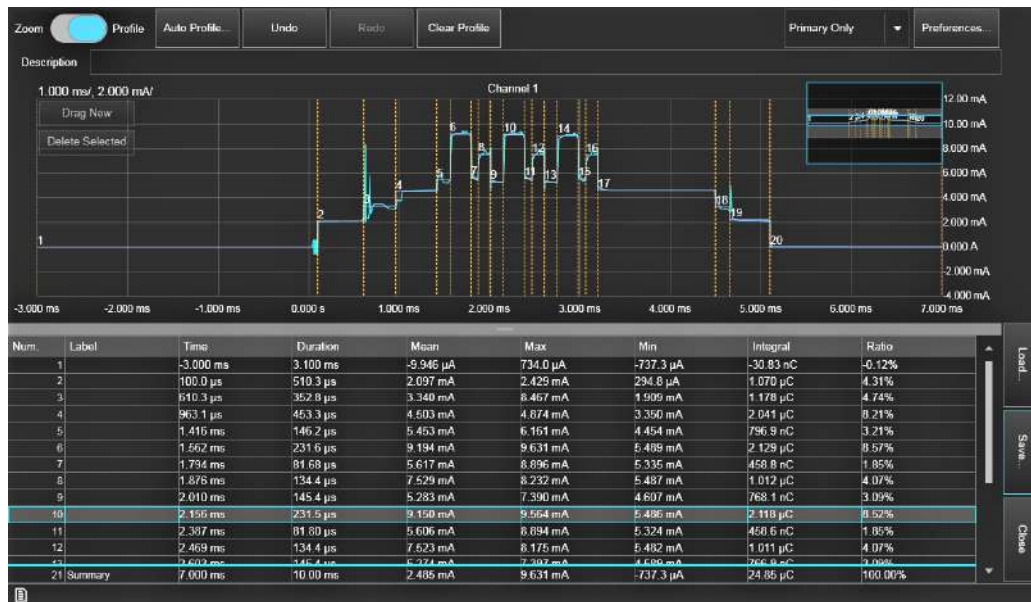 Zoom Profile Auto Profile... Undo Redo Clear Profile Primary Only Preferences...
Description
1.000 ms/, 2.000 mA/ Channel 1
Drag New
Delete Selected
12.00 mA
10.00 mA
8.000 mA
6.000 mA
4.000 mA
2.000 mA
0.000 A
-2.000 mA
-4.000 mA
1 2 3 4 5 6 7 8 9 10 11 12 13 14 15 16 17 18 19 20
-3.000 ms -2.000 ms -1.000 ms 0.000 s 1.000 ms 2.000 ms 3.000 ms 4.000 ms 5.000 ms 6.000 ms 7.000 ms
Num. Label Time Duration Mean Max Min Integral Ratio
1 -3.000 ms 3.100 ms -9.946 µA 734.0 µA -737.3 µA -30.83 nC -0.12%
2 100.0 µs 510.3 µs 2.097 mA 2.429 mA 294.8 µA 1.070 µC 4.31%
3 610.3 µs 352.8 µs 3.340 mA 8.467 mA 1.909 mA 1.178 µC 4.74%
4 963.1 µs 453.3 µs 4.503 mA 4.874 mA 3.350 mA 2.041 µC 8.21%
5 1.416 ms 146.2 µs 5.453 mA 6.151 mA 4.454 mA 796.9 nC 3.21%
6 1.562 ms 231.6 µs 9.194 mA 9.631 mA 5.489 mA 2.129 µC 8.57%
7 1.794 ms 81.68 µs 5.617 mA 8.896 mA 5.335 mA 458.8 nC 1.85%
8 1.876 ms 134.4 µs 7.529 mA 8.232 mA 5.487 mA 1.012 µC 4.07%
9 2.010 ms 145.4 µs 5.283 mA 7.390 mA 4.607 mA 768.1 nC 3.09%
10 2.156 ms 231.5 µs 9.150 mA 9.564 mA 5.486 mA 2.118 µC 8.52%
11 2.387 ms 81.80 µs 5.606 mA 8.894 mA 5.324 mA 458.6 nC 1.85%
12 2.469 ms 134.4 µs 7.523 mA 8.175 mA 5.482 mA 1.011 µC 4.07%
21 Summary 7.000 ms 10.00 ms 2.485 mA 9.631 mA -737.3 µA 24.85 µC 100.00%
Load...
Save...
Close